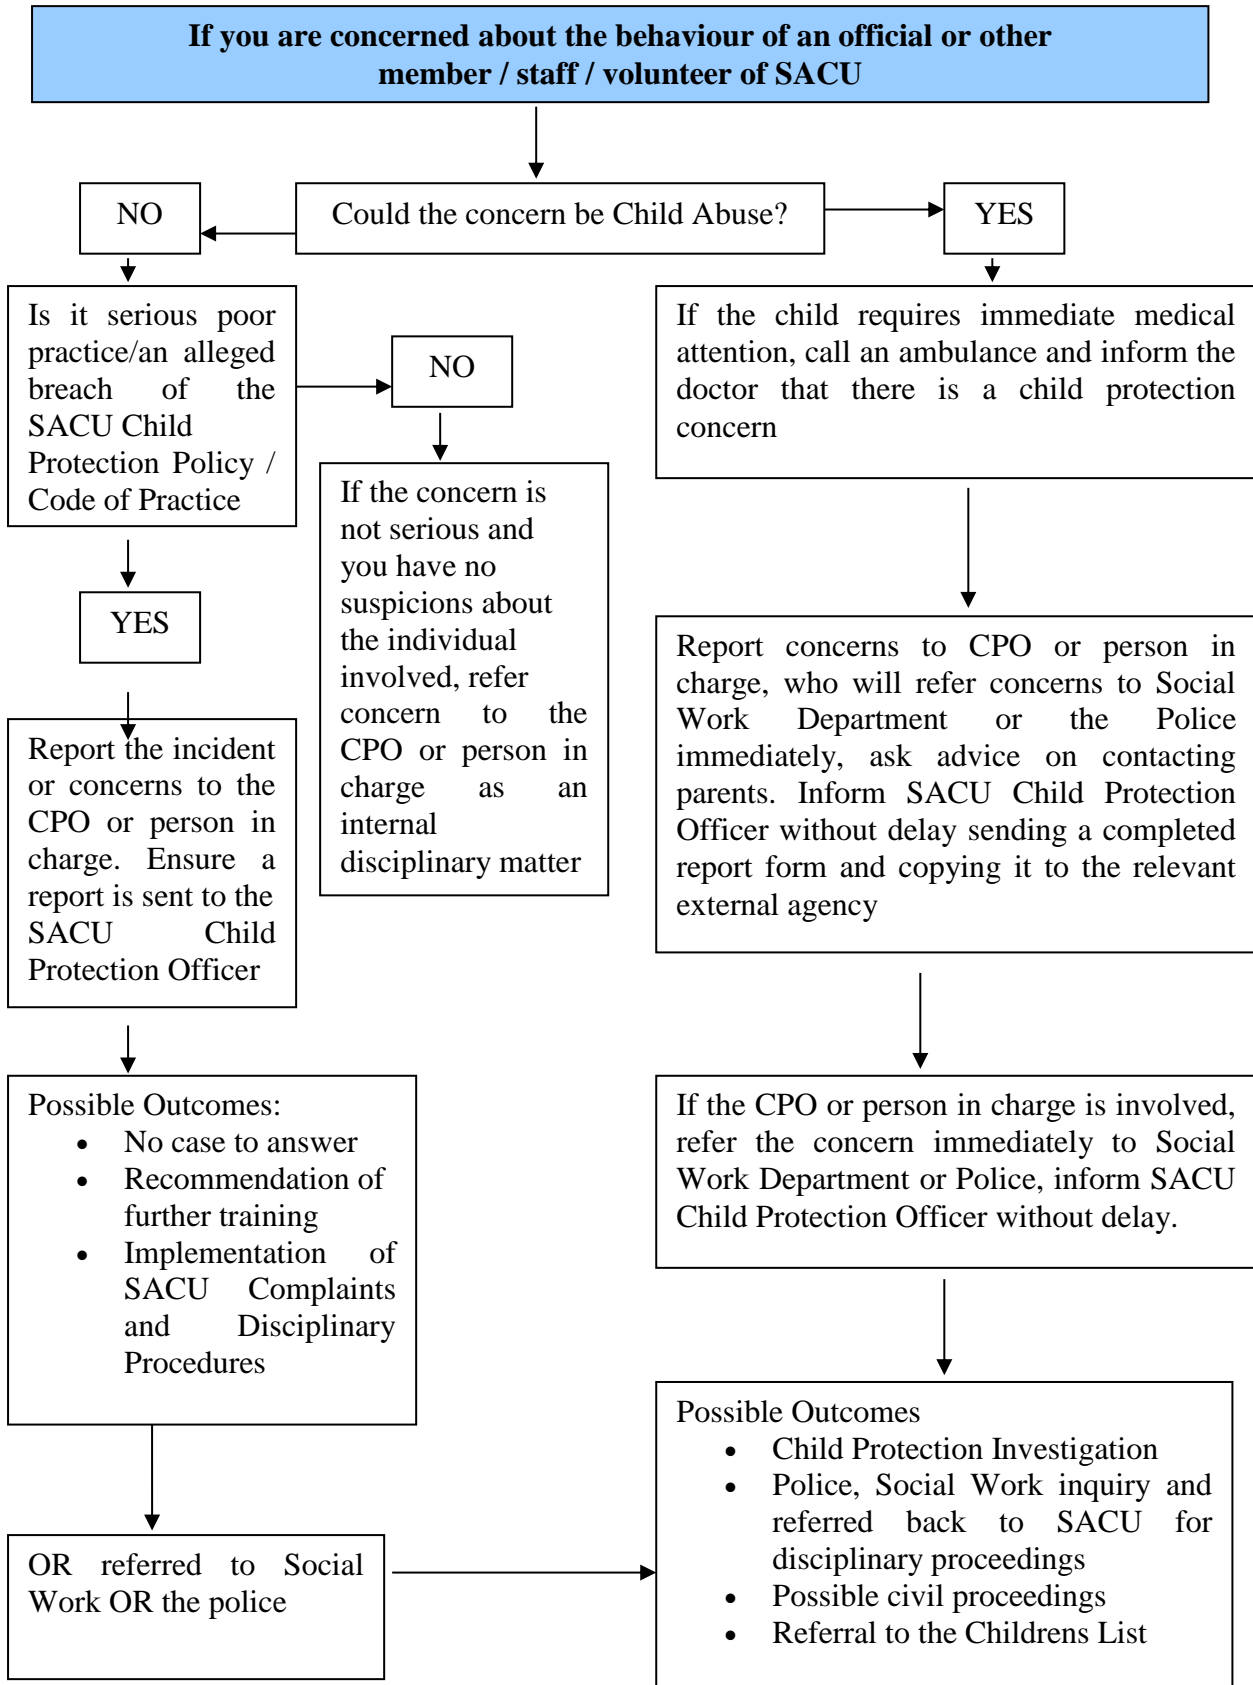 If you are concerned about the behaviour of an official or other
member / staff / volunteer of SACU
NO
Could the concern be Child Abuse?
YES
Is it serious poor
practice/an alleged
breach of the
SACU Child
Protection Policy /
Code of Practice
NO
If the concern is
not serious and
you have no
suspicions about
the individual
involved, refer
concern to the
CPO or person in
charge as an
internal
disciplinary matter
YES
Report the incident
or concerns to the
CPO or person in
charge. Ensure a
report is sent to the
SACU Child
Protection Officer
Possible Outcomes:
• No case to answer
• Recommendation of
further training
• Implementation of
SACU Complaints
and Disciplinary
Procedures
OR referred to Social
Work OR the police
If the child requires immediate medical
attention, call an ambulance and inform the
doctor that there is a child protection
concern
Report concerns to CPO or person in
charge, who will refer concerns to Social
Work Department or the Police
immediately, ask advice on contacting
parents. Inform SACU Child Protection
Officer without delay sending a completed
report form and copying it to the relevant
external agency
If the CPO or person in charge is involved,
refer the concern immediately to Social
Work Department or Police, inform SACU
Child Protection Officer without delay.
Possible Outcomes
• Child Protection Investigation
• Police, Social Work inquiry and
referred back to SACU for
disciplinary proceedings
• Possible civil proceedings
• Referral to the Childrens List